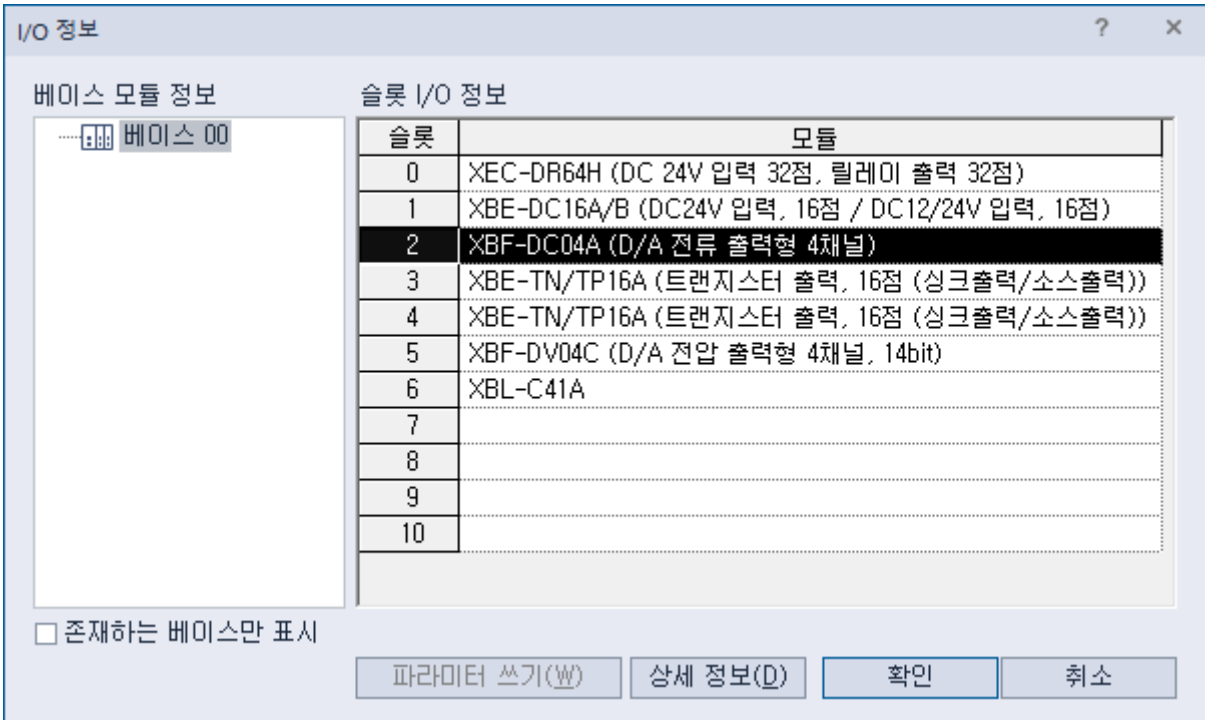 I/O 정보
? ×
베이스 모듈 정보
베이스 00
슬롯 I/O 정보
슬롯 모듈
0 XEC-DR64H (DC 24V 입력 32점, 릴레이 출력 32점)
1 XBE-DC16A/B (DC24V 입력, 16점 / DC12/24V 입력, 16점)
2 XBF-DC04A (D/A 전류 출력형 4채널)
3 XBE-TN/TP16A (트랜지스터 출력, 16점 (싱크출력/소스출력))
4 XBE-TN/TP16A (트랜지스터 출력, 16점 (싱크출력/소스출력))
5 XBF-DV04C (D/A 전압 출력형 4채널, 14bit)
6 XBL-C41A
7
8
9
10
존재하는 베이스만 표시
파라미터 쓰기(W) 상세 정보(D) 확인 취소